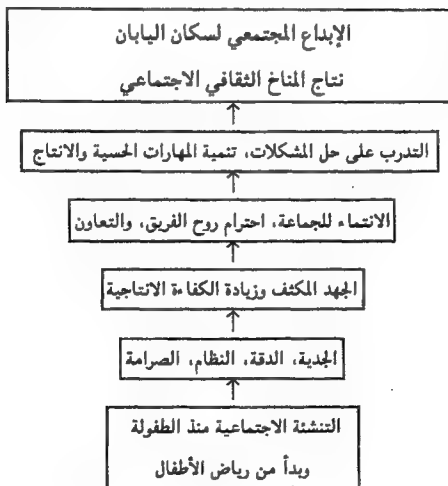 الإبداع المجتمعي لسكان اليابان
نتاج المناخ الثقافي الاجتماعي
التدرب على حل المشكلات، تنمية المهارات الحسية والانتاج
الانتماء للجماعة، احترام روح الفريق، والتعاون
الجهد المكثف وزيادة الكفاءة الانتاجية
الجدية، الدقة، النظام، الصرامة
التنشئة الاجتماعية منذ الطفولة
وبدأ من رياض الأطفال